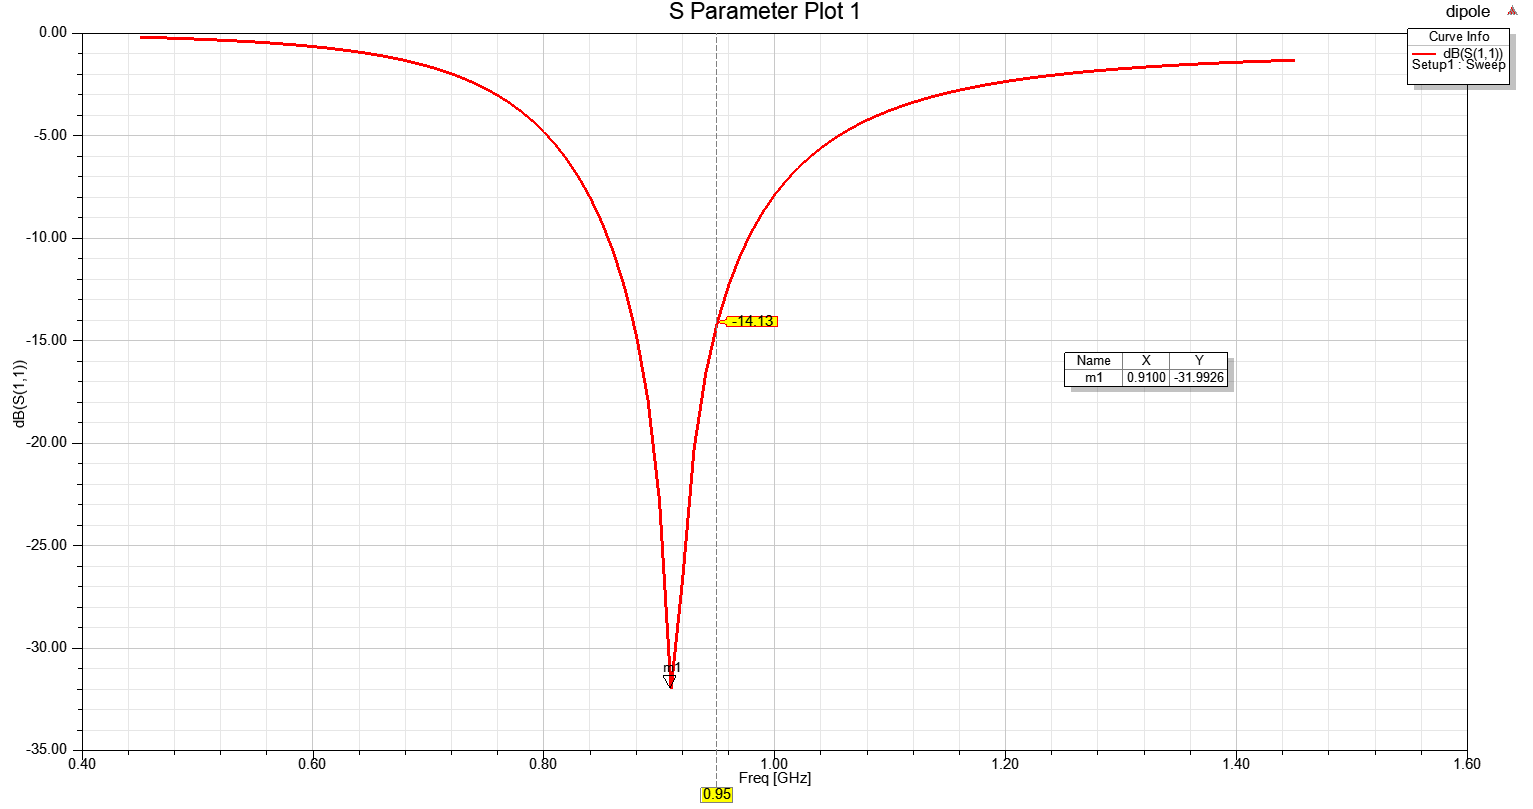 S Parameter Plot 1
dipole
Curve Info
dB(S(1,1))
Setup1 : Sweep
0.00
-5.00
-10.00
-15.00
-20.00
-25.00
-30.00
-35.00
dB(S(1,1))
-14.13
Name X Y
m1 0.9100 -31.9926
m1
0.40 0.60 0.80 1.00 1.20 1.40 1.60
Freq [GHz]
0.95